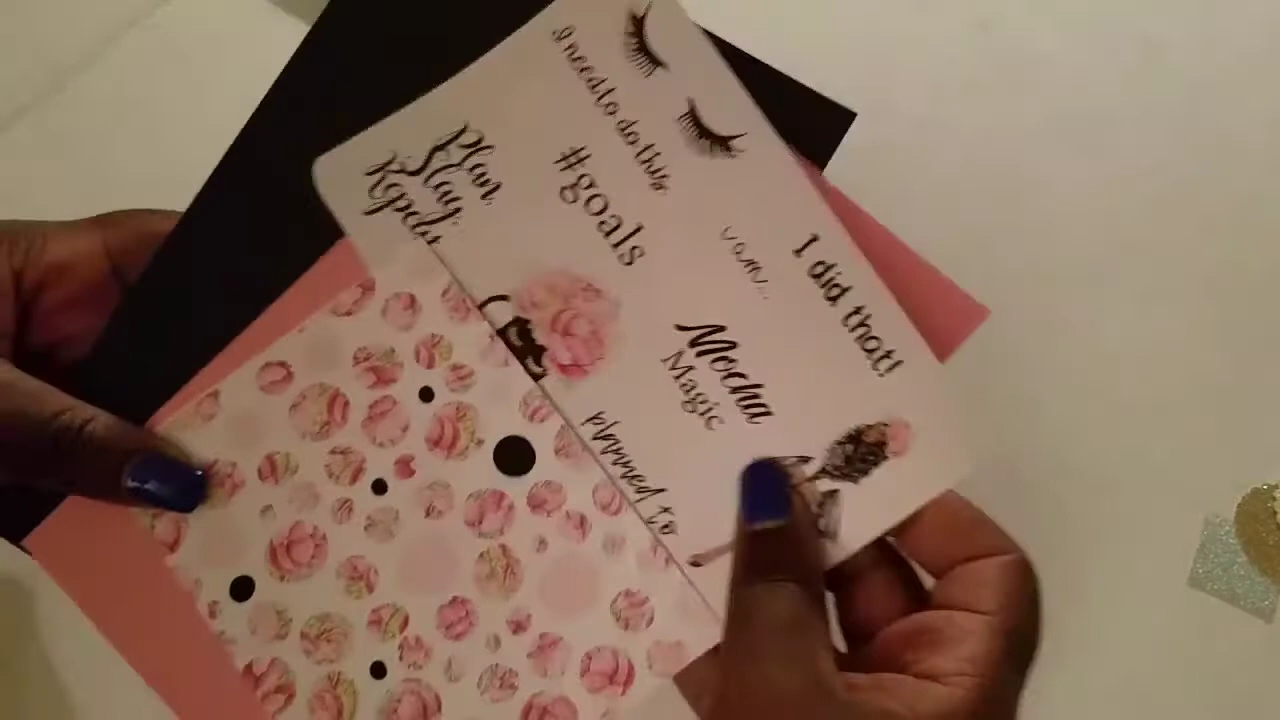 I need to do this.
Plan,
Slay,
Repeat
#goals
I did that!
Mocha
Magic
planned to